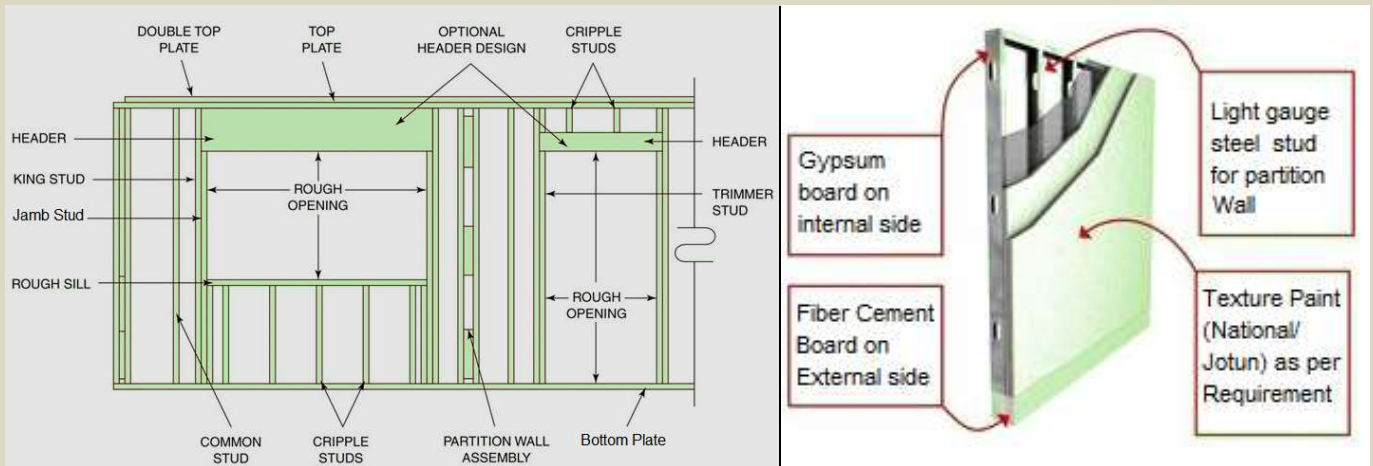 DOUBLE TOP
PLATE
TOP
PLATE
OPTIONAL
HEADER DESIGN
CRIPPLE
STUDS
HEADER
HEADER
KING STUD
ROUGH
OPENING
TRIMMER
STUD
Jamb Stud
ROUGH SILL
ROUGH
OPENING
COMMON
STUD
CRIPPLE
STUDS
PARTITION WALL
ASSEMBLY
Bottom Plate
Gypsum
board on
internal side
Light gauge
steel stud
for partition
Wall
Fiber Cement
Board on
External side
Texture Paint
(National/
Jotun) as per
Requirement